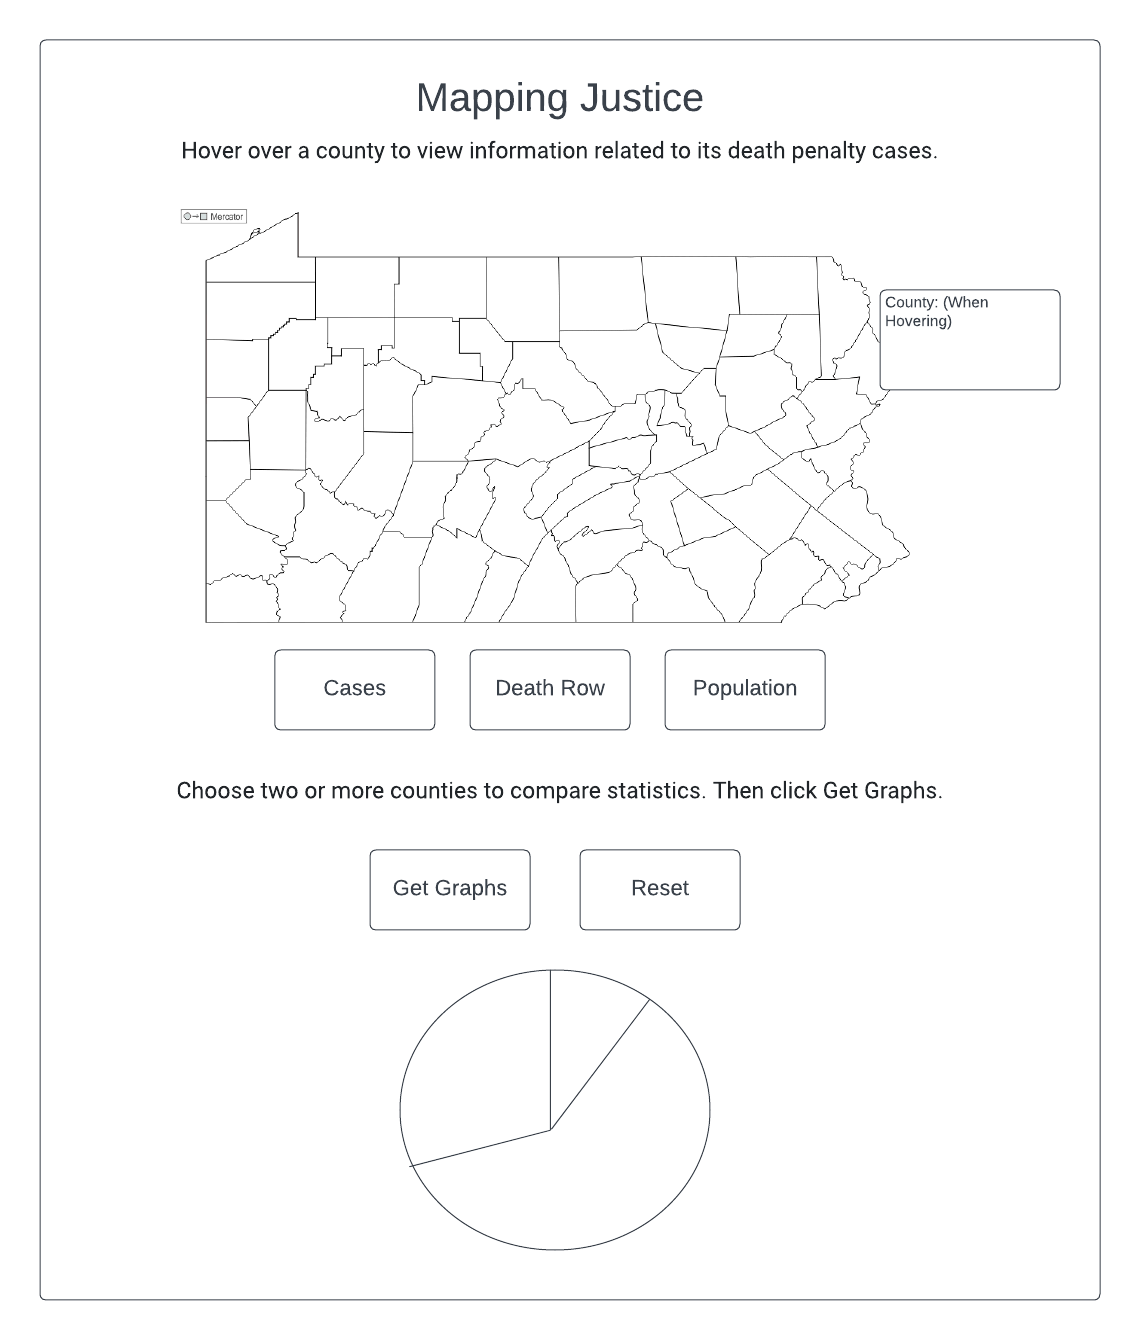 Mapping Justice
Hover over a county to view information related to its death penalty cases.
Mercator
County: (When
Hovering)
Cases
Death Row
Population
Choose two or more counties to compare statistics. Then click Get Graphs.
Get Graphs
Reset